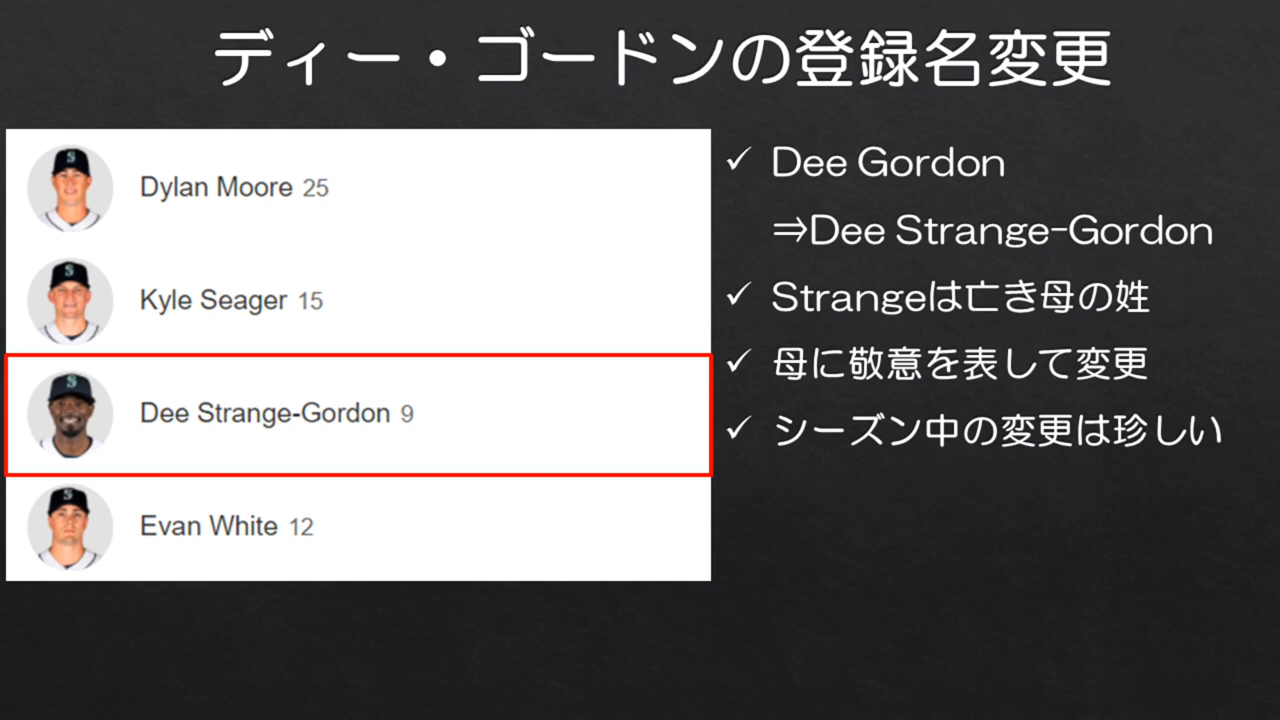 ディー・ゴードンの登録名変更
Dylan Moore 25
Kyle Seager 15
Dee Strange-Gordon 9
Evan White 12
✓ Dee Gordon
⇒Dee Strange-Gordon
✓ Strangeは亡き母の姓
✓ 母に敬意を表して変更
✓ シーズン中の変更は珍しい